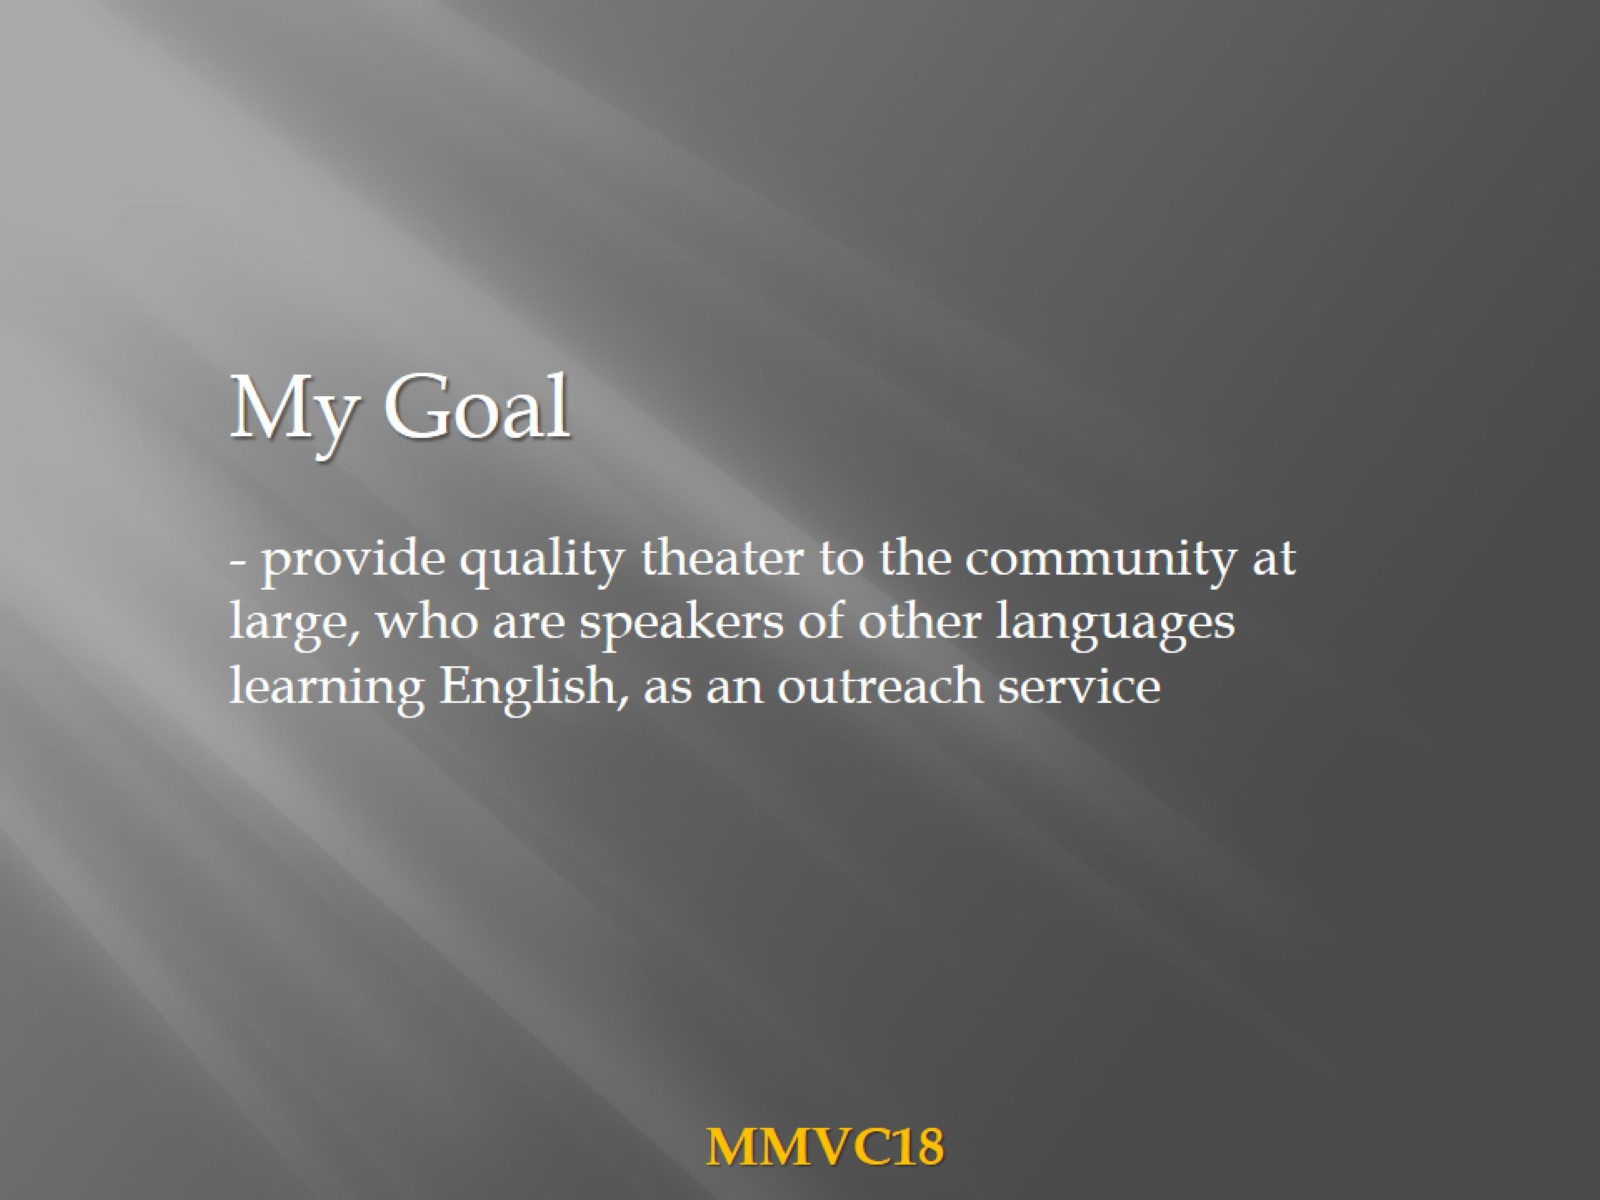 My Goal
- provide quality theater to the community at
large, who are speakers of other languages
learning English, as an outreach service
MMVC18